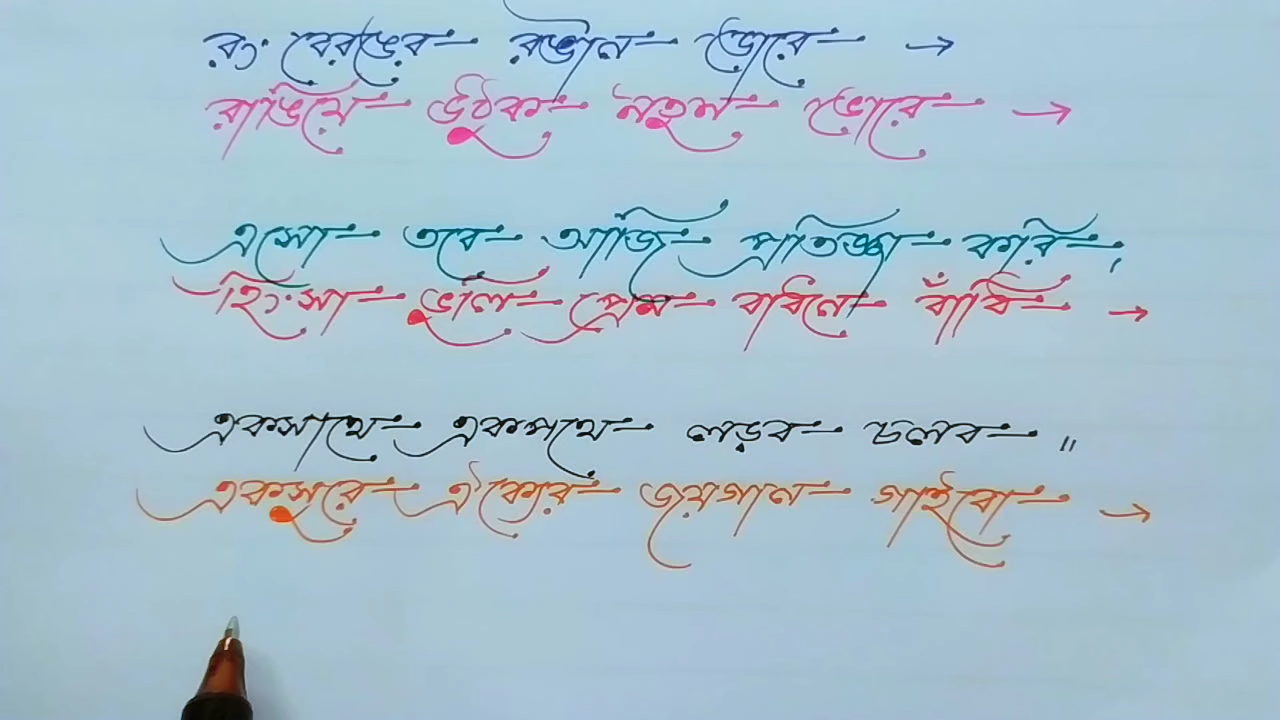 রং বেরঙের রঙীন ভোরে →
রাঙিয়ে উঠুক নতুন ভোরে →
এসো তবে আজি প্রতিজ্ঞা করি,
হিংসা ভুলি প্রেম বাঁধি →
একসাথে একপথে লড়ব চলব ॥
একসুরে ঐক্যের জয়গান গাইবো →